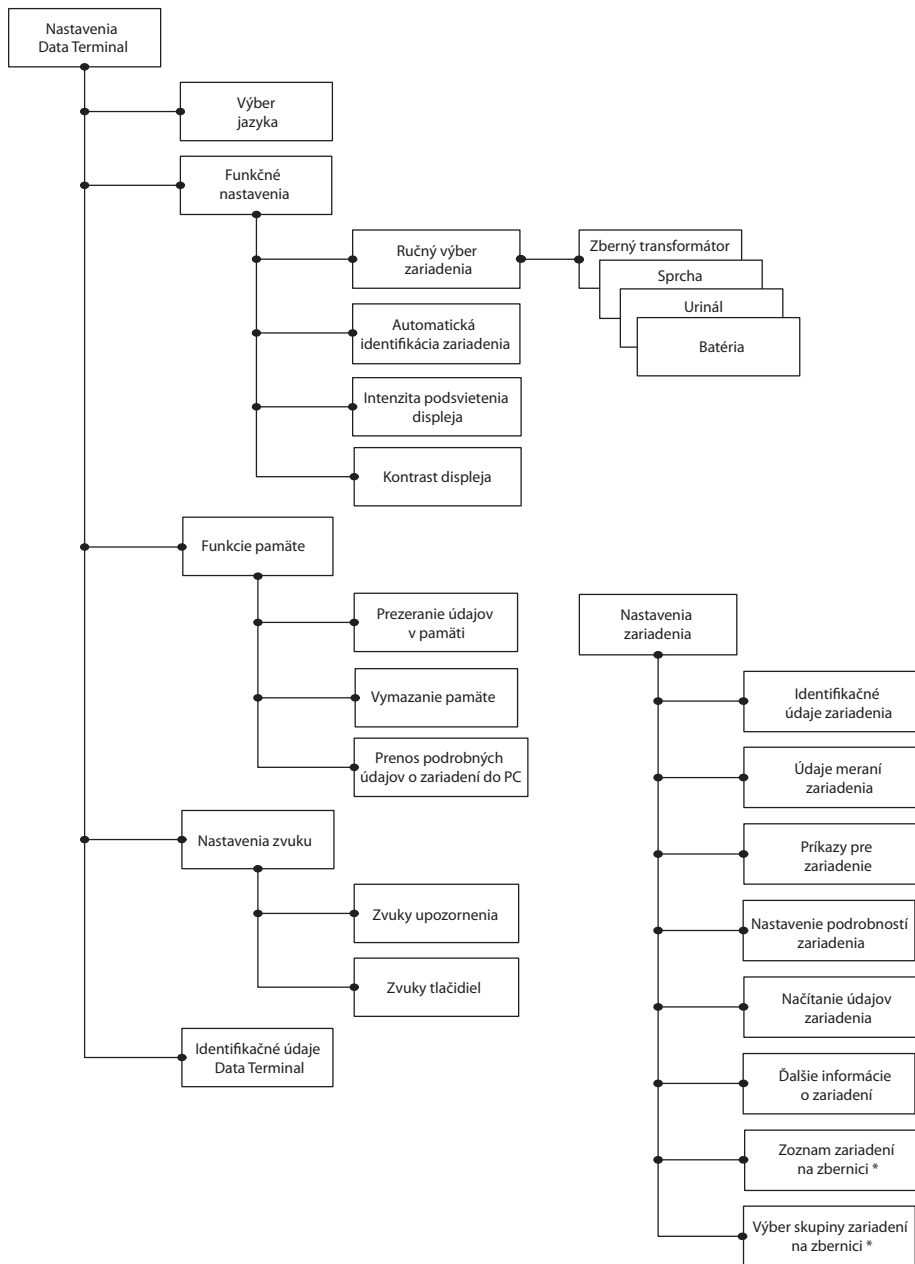 Nastavenia
Data Terminal
Výber
jazyka
Funkčné
nastavenia
Ručný výber
zariadenia
Zberný transformátor
Sprcha
Urinál
Batéria
Automatická
identifikácia zariadenia
Intenzita podsvietenia
displeja
Kontrast displeja
Funkcie pamäte
Prezeranie údajov
v pamäti
Vymazanie pamäte
Prenos podrobných
údajov o zariadení do PC
Nastavenia zvuku
Zvuky upozornenia
Zvuky tlačidiel
Identifikačné údaje
Data Terminal
Nastavenia
zariadenia
Identifikačné
údaje zariadenia
Údaje meraní
zariadenia
Príkazy pre
zariadenie
Nastavenie podrobností
zariadenia
Načítanie údajov
zariadenia
Ďalšie informácie
o zariadení
Zoznam zariadení
na zbernici *
Výber skupiny zariadení
na zbernici *